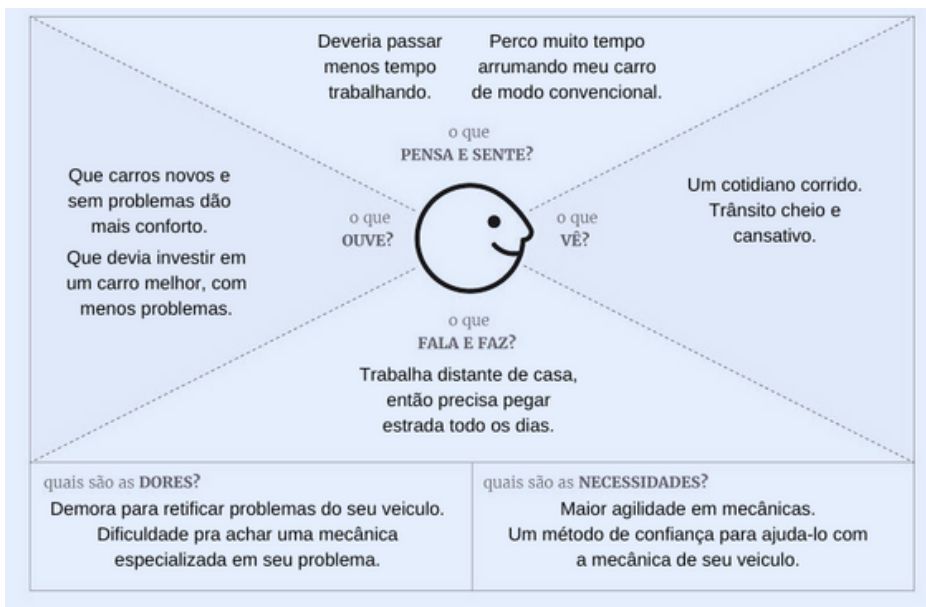 Deveria passar
menos tempo
trabalhando.
Perco muito tempo
arrumando meu carro
de modo convencional.
o que
PENSA E SENTE?
Que carros novos e
sem problemas dão
mais conforto.
Que devia investir em
um carro melhor, com
menos problemas.
o que
OUVE?
o que
VÊ?
Um cotidiano corrido.
Trânsito cheio e
cansativo.
o que
FALA E FAZ?
Trabalha distante de casa,
então precisa pegar
estrada todo os dias.
quais são as DORES?
Demora para retificar problemas do seu veiculo.
Dificuldade pra achar uma mecânica
especializada em seu problema.
quais são as NECESSIDADES?
Maior agilidade em mecânicas.
Um método de confiança para ajuda-lo com
a mecânica de seu veiculo.